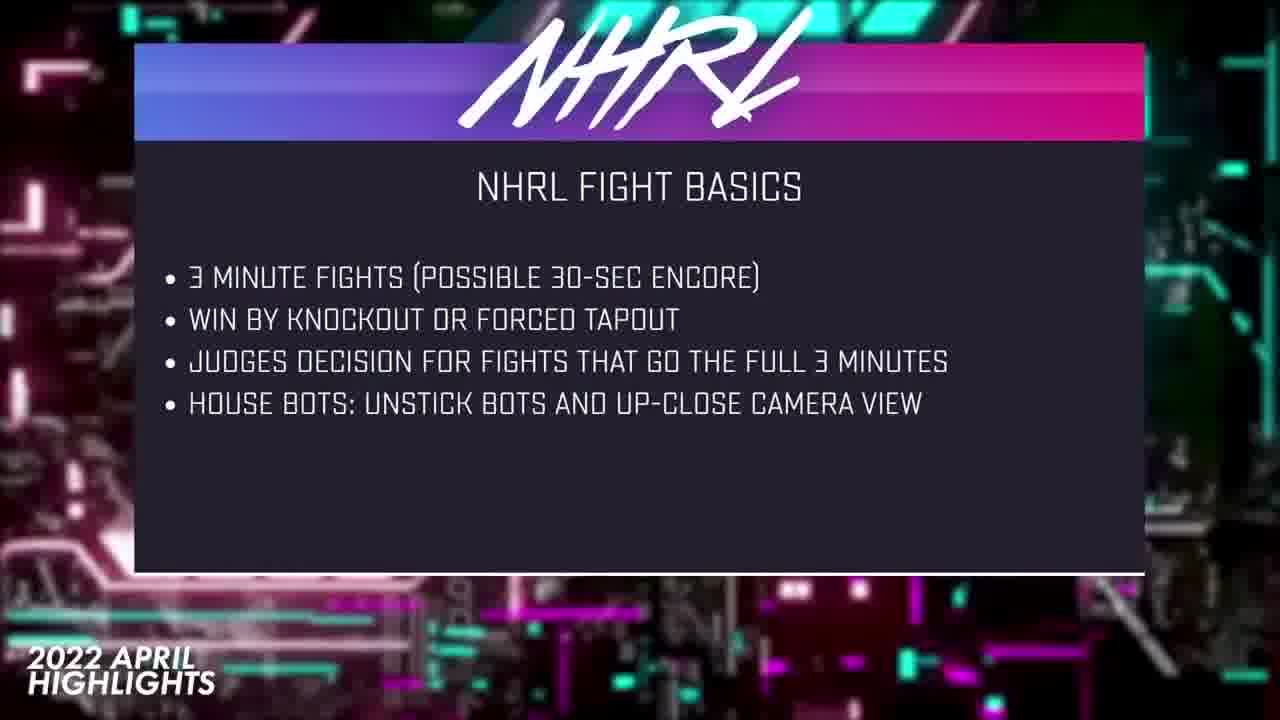 NHRL
NHRL FIGHT BASICS
• 3 MINUTE FIGHTS (POSSIBLE 30-SEC ENCORE)
• WIN BY KNOCKOUT OR FORCED TAPOUT
• JUDGES DECISION FOR FIGHTS THAT GO THE FULL 3 MINUTES
• HOUSE BOTS: UNSTICK BOTS AND UP-CLOSE CAMERA VIEW
2022 APRIL
HIGHLIGHTS